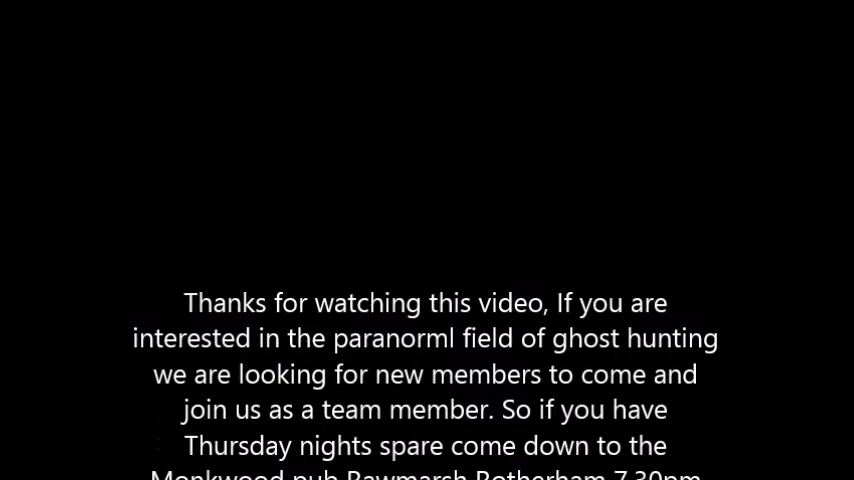 Thanks for watching this video, If you are
interested in the paranorml field of ghost hunting
we are looking for new members to come and
join us as a team member. So if you have
Thursday nights spare come down to the
Monkwood pub Rawmarsh Rotherham 7.30pm